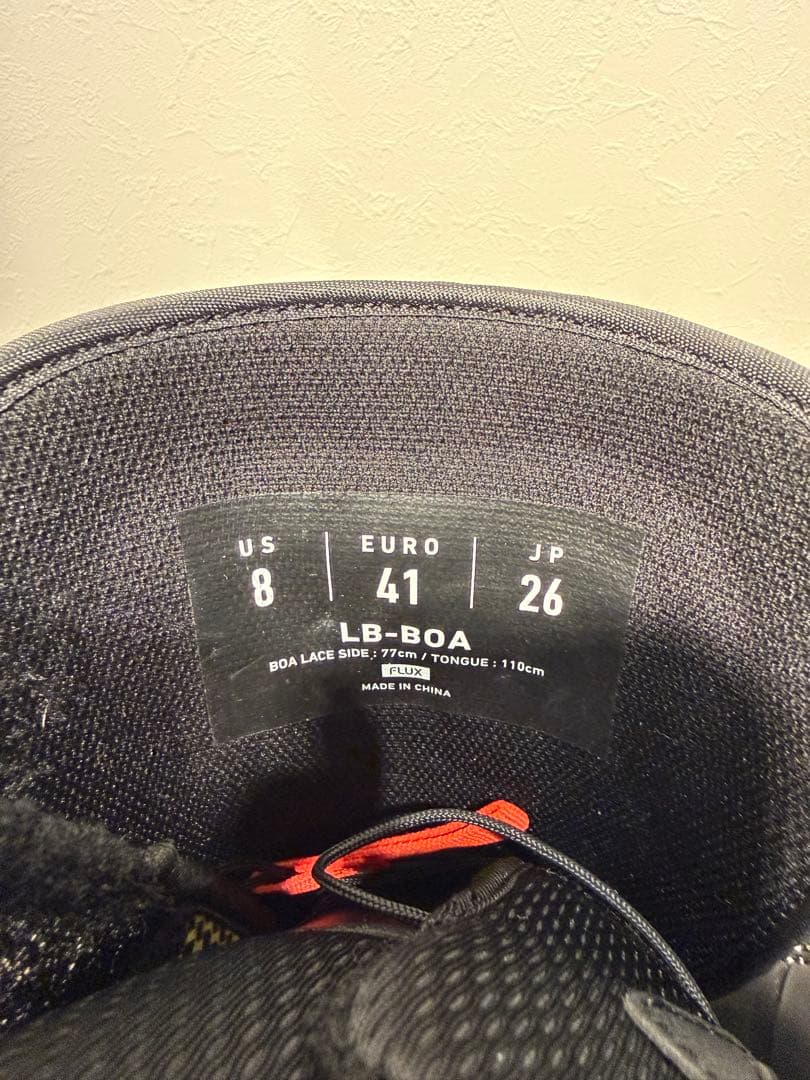 US EURO JP
8 41 26
LB-BOA
BOA LACE SIDE : 77cm / TONGUE : 110cm
FLUX
MADE IN CHINA